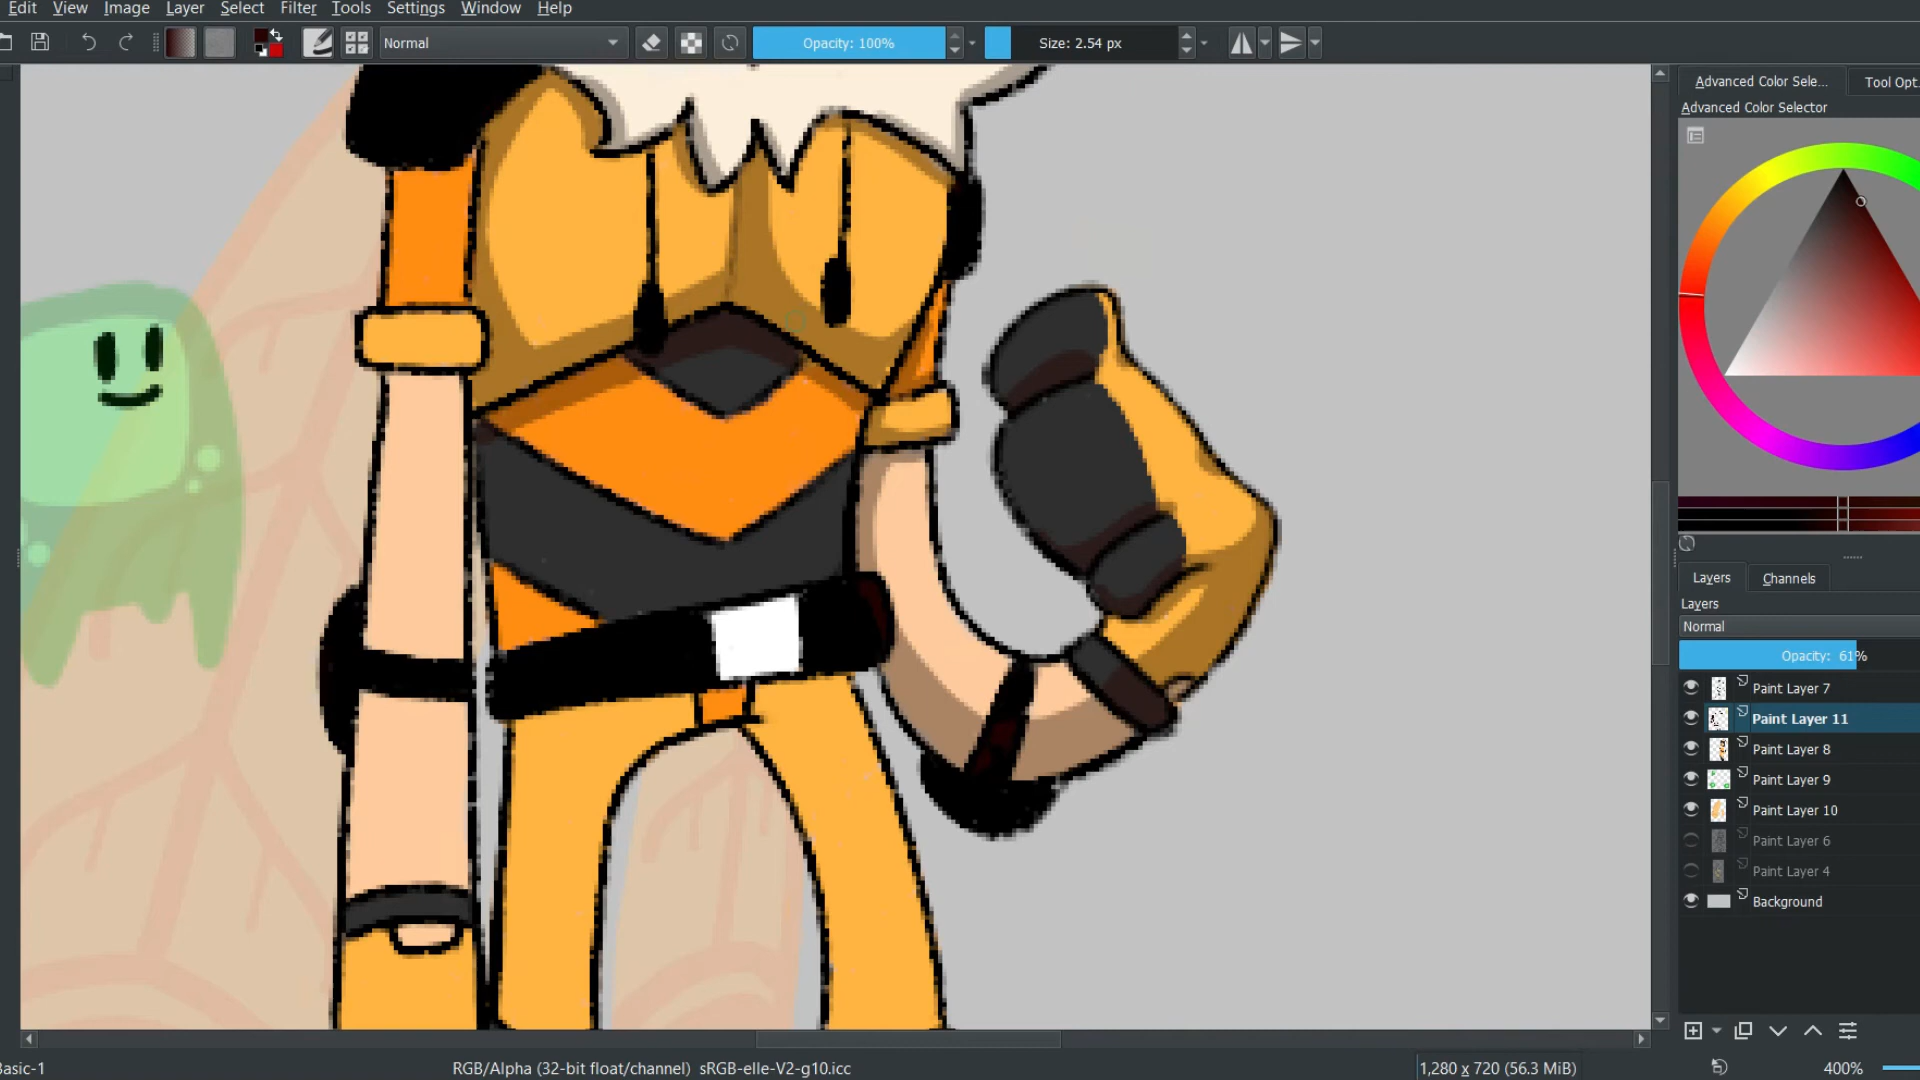 Edit View Image Layer Select Filter Tools Settings Window Help
Normal Opacity: 100% Size: 2.54 px
Advanced Color Sele... Tool Opt
Advanced Color Selector
Layers Channels
Layers
Normal
Opacity: 61%
Paint Layer 7
Paint Layer 11
Paint Layer 8
Paint Layer 9
Paint Layer 10
Paint Layer 6
Paint Layer 4
Background
Basic-1 RGB/Alpha (32-bit float/channel) sRGB-elle-V2-g10.icc 1,280 x 720 (56.3 MiB) 400%